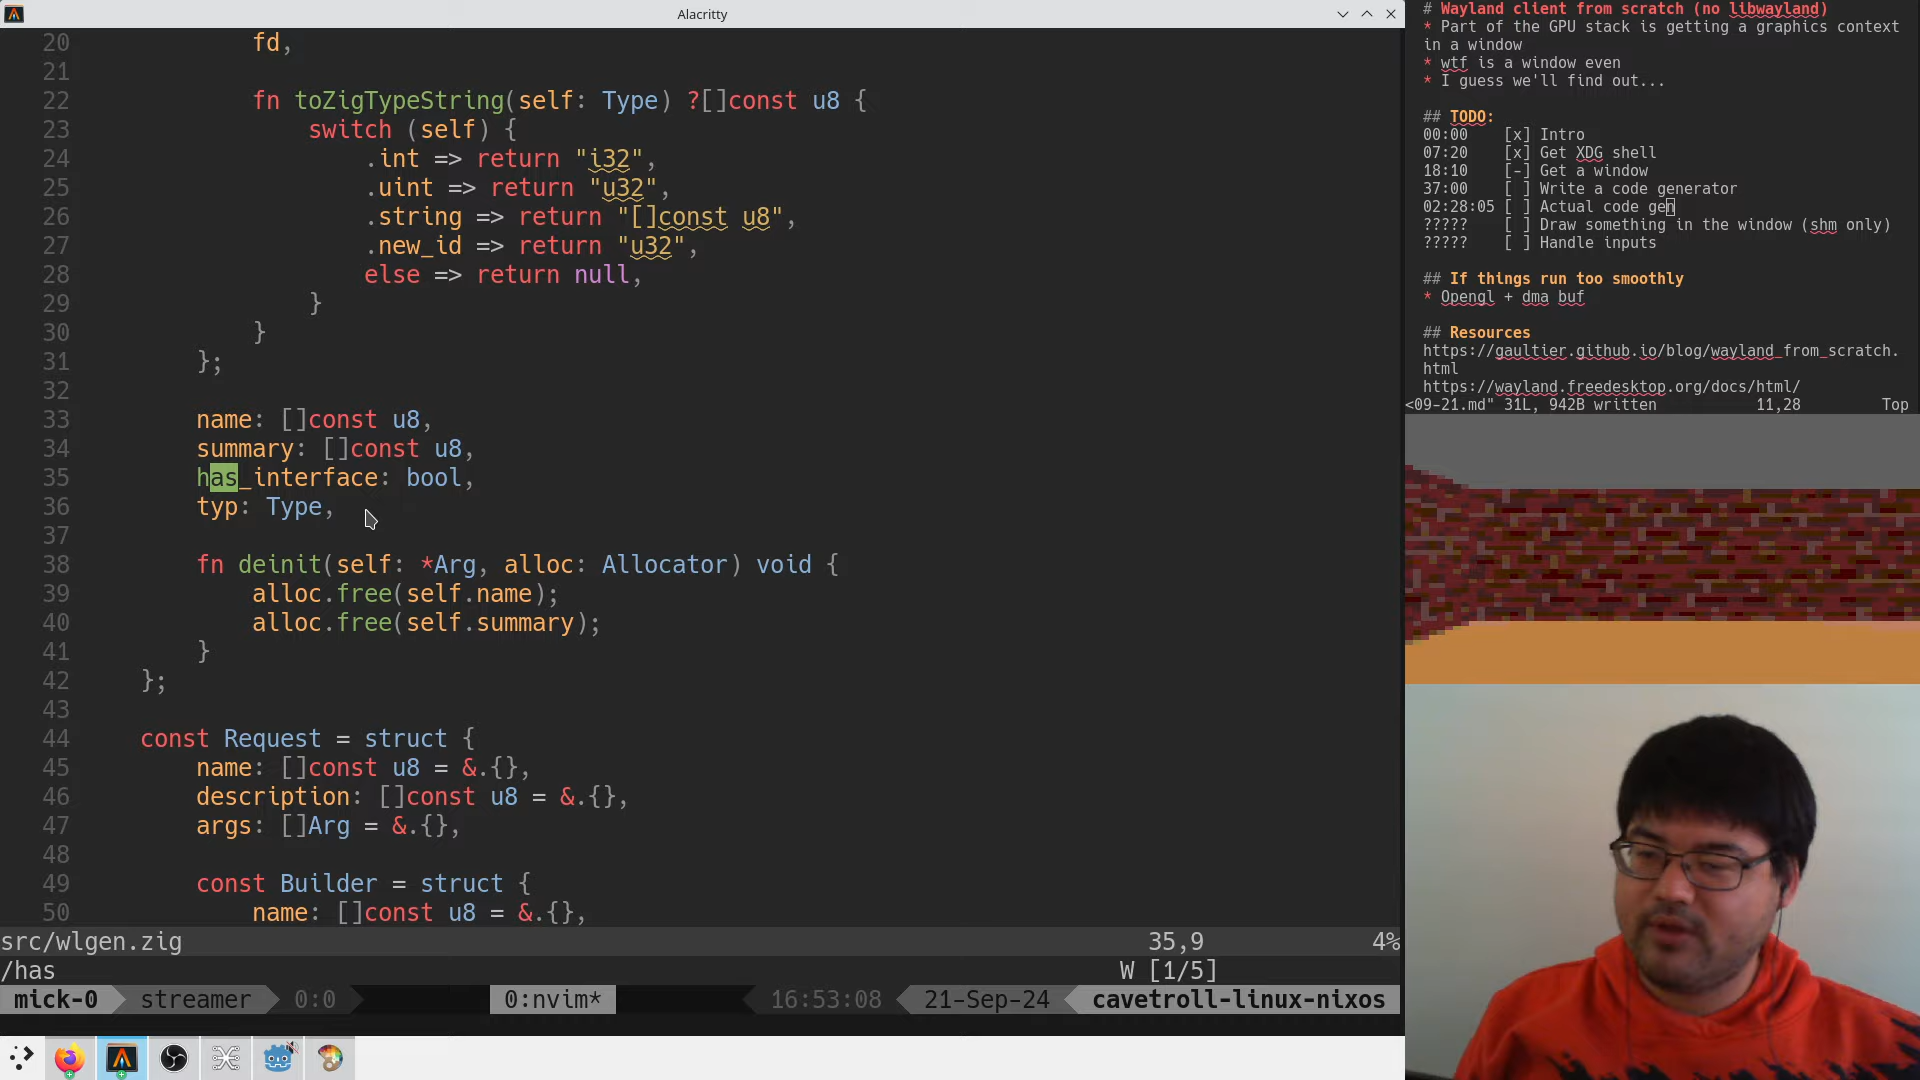 Alacritty
20 fd,
21
22 fn toZigTypeString(self: Type) ?[]const u8 {
23 switch (self) {
24 .int => return "i32",
25 .uint => return "u32",
26 .string => return "[]const u8",
27 .new_id => return "u32",
28 else => return null,
29 }
30 }
31 };
32
33 name: []const u8,
34 summary: []const u8,
35 has_interface: bool,
36 typ: Type,
37
38 fn deinit(self: *Arg, alloc: Allocator) void {
39 alloc.free(self.name);
40 alloc.free(self.summary);
41 }
42 };
43
44 const Request = struct {
45 name: []const u8 = &.{},
46 description: []const u8 = &.{},
47 args: []Arg = &.{},
48
49 const Builder = struct {
50 name: []const u8 = &.{},
src/wlgen.zig 35,9 4%
/has W [1/5]
mick-0 streamer 0:0 0:nvim* 16:53:08 21-Sep-24 cavetroll-linux-nixos
# Wayland client from scratch (no libwayland)
* Part of the GPU stack is getting a graphics context
in a window
* wtf is a window even
* I guess we'll find out...
## TODO:
00:00 [x] Intro
07:20 [x] Get XDG shell
18:10 [-] Get a window
37:00 [ ] Write a code generator
02:28:05 [ ] Actual code gen
????? [ ] Draw something in the window (shm only)
????? [ ] Handle inputs
## If things run too smoothly
* Opengl + dma buf
## Resources
https://gaultier.github.io/blog/wayland_from_scratch.
html
https://wayland.freedesktop.org/docs/html/
<09-21.md" 31L, 942B written 11,28 Top